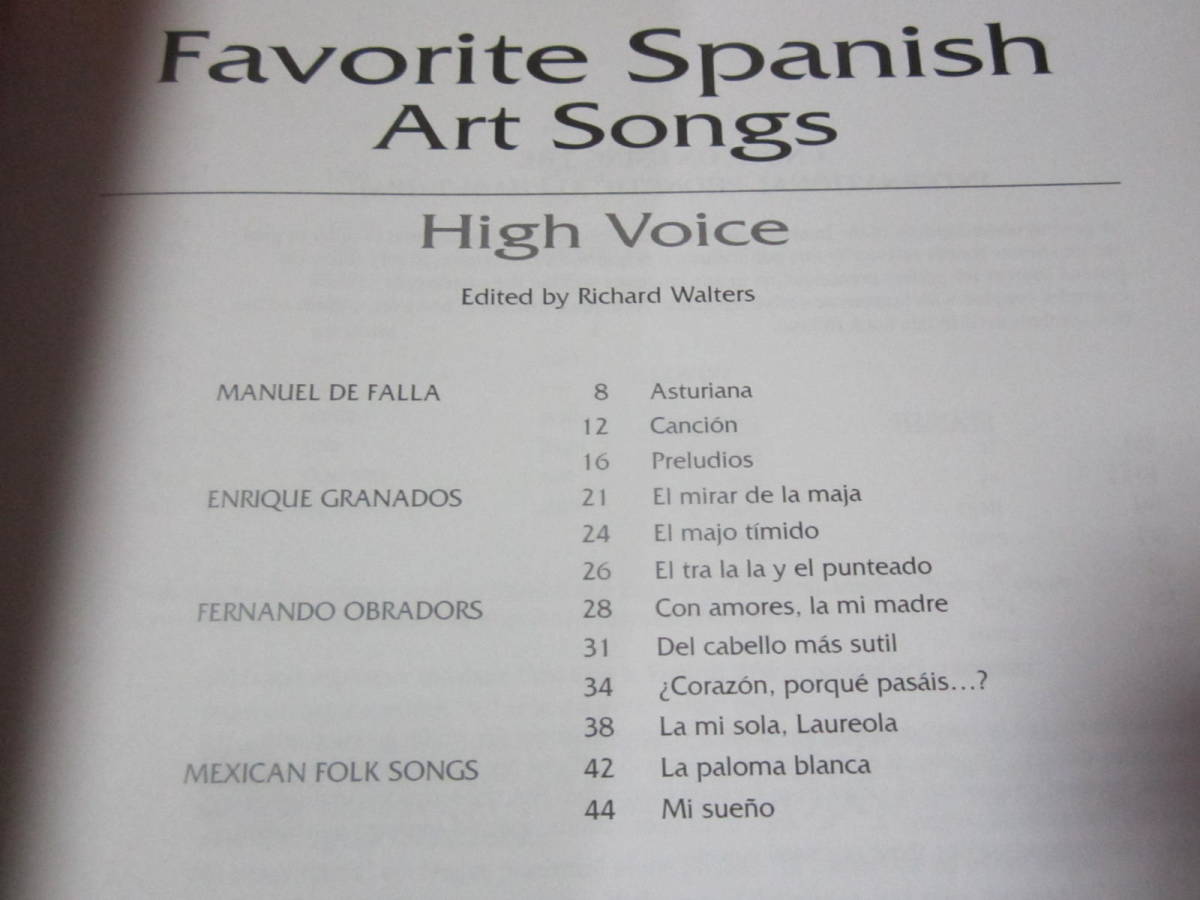 Favorite Spanish
Art Songs
High Voice
Edited by Richard Walters
MANUEL DE FALLA 8 Asturiana
12 Canción
16 Preludios
ENRIQUE GRANADOS 21 El mirar de la maja
24 El majo tímido
26 El tra la la y el punteado
FERNANDO OBRADORS 28 Con amores, la mi madre
31 Del cabello más sutil
34 ¿Corazón, porqué pasáis...?
38 La mi sola, Laureola
MEXICAN FOLK SONGS 42 La paloma blanca
44 Mi sueño